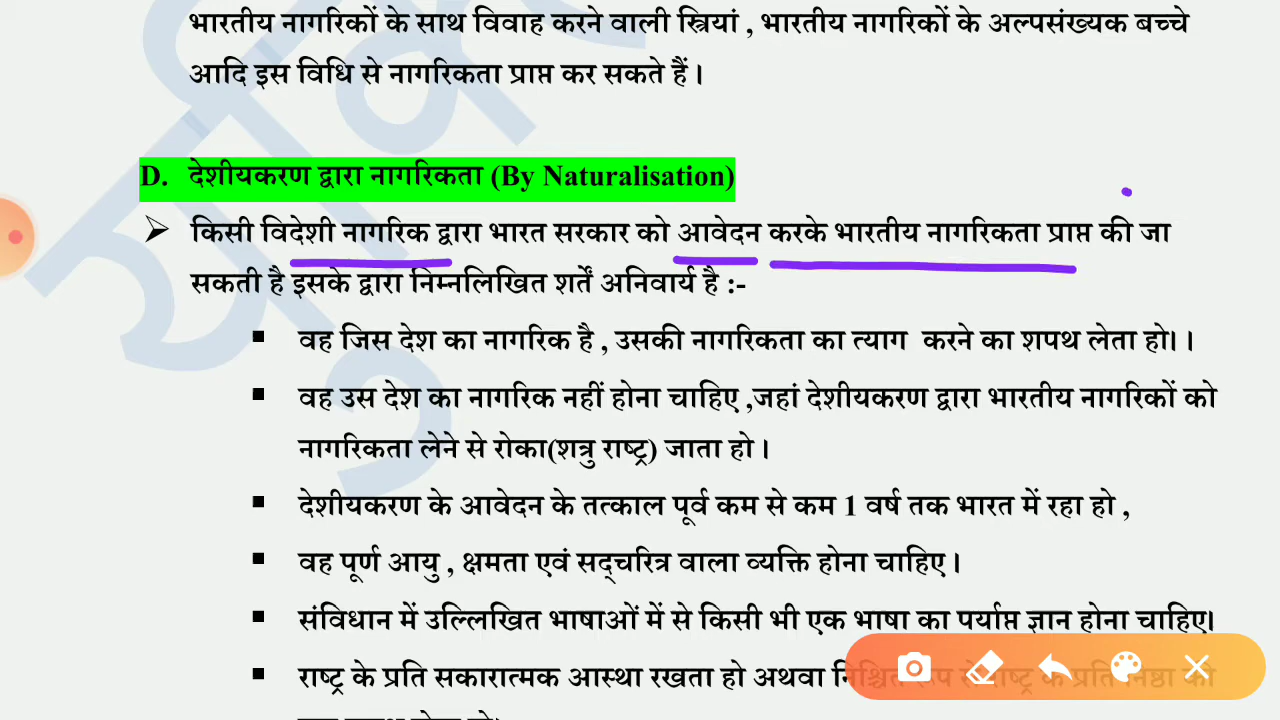 भारतीय नागरिकों के साथ विवाह करने वाली स्त्रियां , भारतीय नागरिकों के अल्पसंख्यक बच्चे
आदि इस विधि से नागरिकता प्राप्त कर सकते हैं।
D. देशीयकरण द्वारा नागरिकता (By Naturalisation)
➢ किसी विदेशी नागरिक द्वारा भारत सरकार को आवेदन करके भारतीय नागरिकता प्राप्त की जा
सकती है इसके द्वारा निम्नलिखित शर्तें अनिवार्य है :-
▪ वह जिस देश का नागरिक है , उसकी नागरिकता का त्याग करने का शपथ लेता हो।।
▪ वह उस देश का नागरिक नहीं होना चाहिए ,जहां देशीयकरण द्वारा भारतीय नागरिकों को
नागरिकता लेने से रोका(शत्रु राष्ट्र) जाता हो।
▪ देशीयकरण के आवेदन के तत्काल पूर्व कम से कम 1 वर्ष तक भारत में रहा हो ,
▪ वह पूर्ण आयु , क्षमता एवं सद्चरित्र वाला व्यक्ति होना चाहिए।
▪ संविधान में उल्लिखित भाषाओं में से किसी भी एक भाषा का पर्याप्त ज्ञान होना चाहिए।
▪ राष्ट्र के प्रति सकारात्मक आस्था रखता हो अथवा निश्चित रूप से राष्ट्र के प्रति निष्ठा को